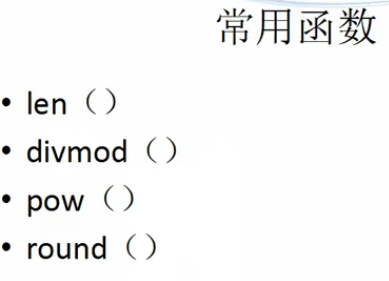 常用函数
• len（）
• divmod（）
• pow（）
• round（）